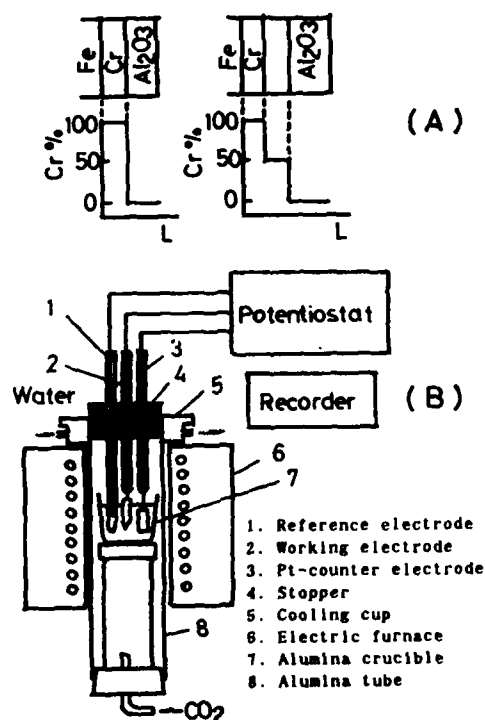 Fe Cr Al2O3
Fe Cr Al2O3
100
50
0
Cr %
L
100
50
0
Cr %
L
(A)
Potentiostat
1
2
3
4
5
Water
Recorder
(B)
6
7
8
1. Reference electrode
2. Working electrode
3. Pt-counter electrode
4. Stopper
5. Cooling cup
6. Electric furnace
7. Alumina crucible
8. Alumina tube
CO2